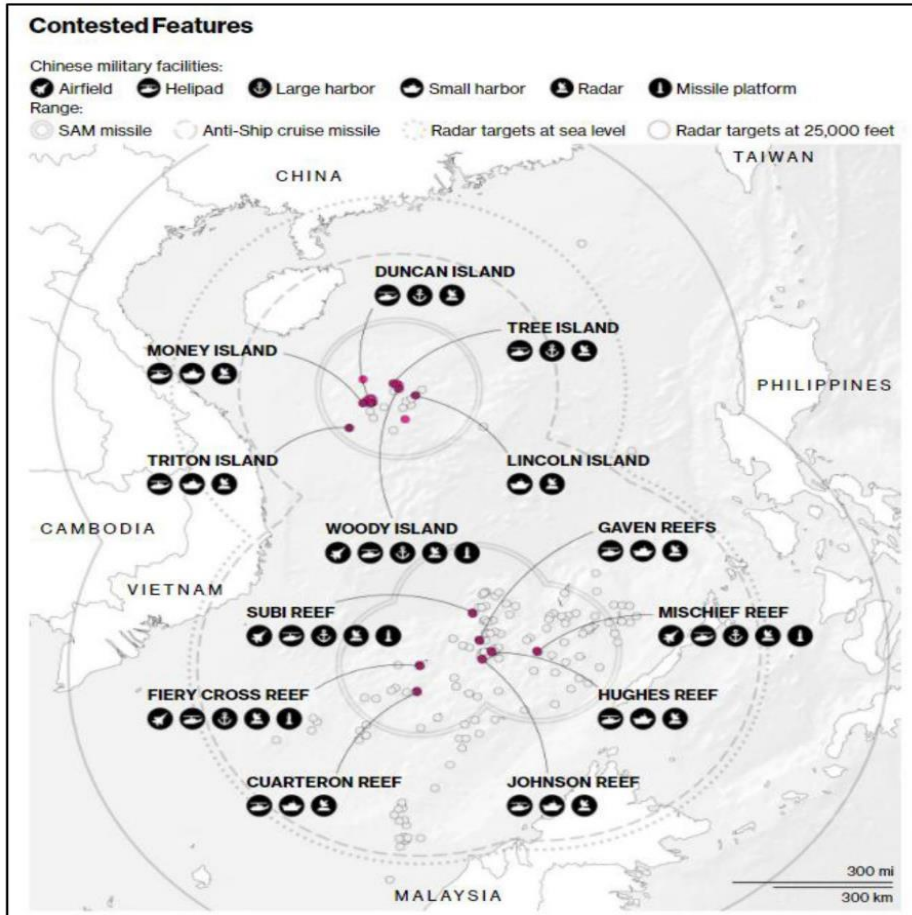 Contested Features
Chinese military facilities:
Airfield Helipad Large harbor Small harbor Radar Missile platform
Range:
SAM missile Anti-Ship cruise missile Radar targets at sea level Radar targets at 25,000 feet
TAIWAN
CHINA
DUNCAN ISLAND
TREE ISLAND
MONEY ISLAND
PHILIPPINES
TRITON ISLAND
LINCOLN ISLAND
CAMBODIA
WOODY ISLAND
GAVEN REEFS
VIETNAM
SUBI REEF
MISCHIEF REEF
FIERY CROSS REEF
HUGHES REEF
CUARTERON REEF
JOHNSON REEF
300 mi
300 km
MALAYSIA